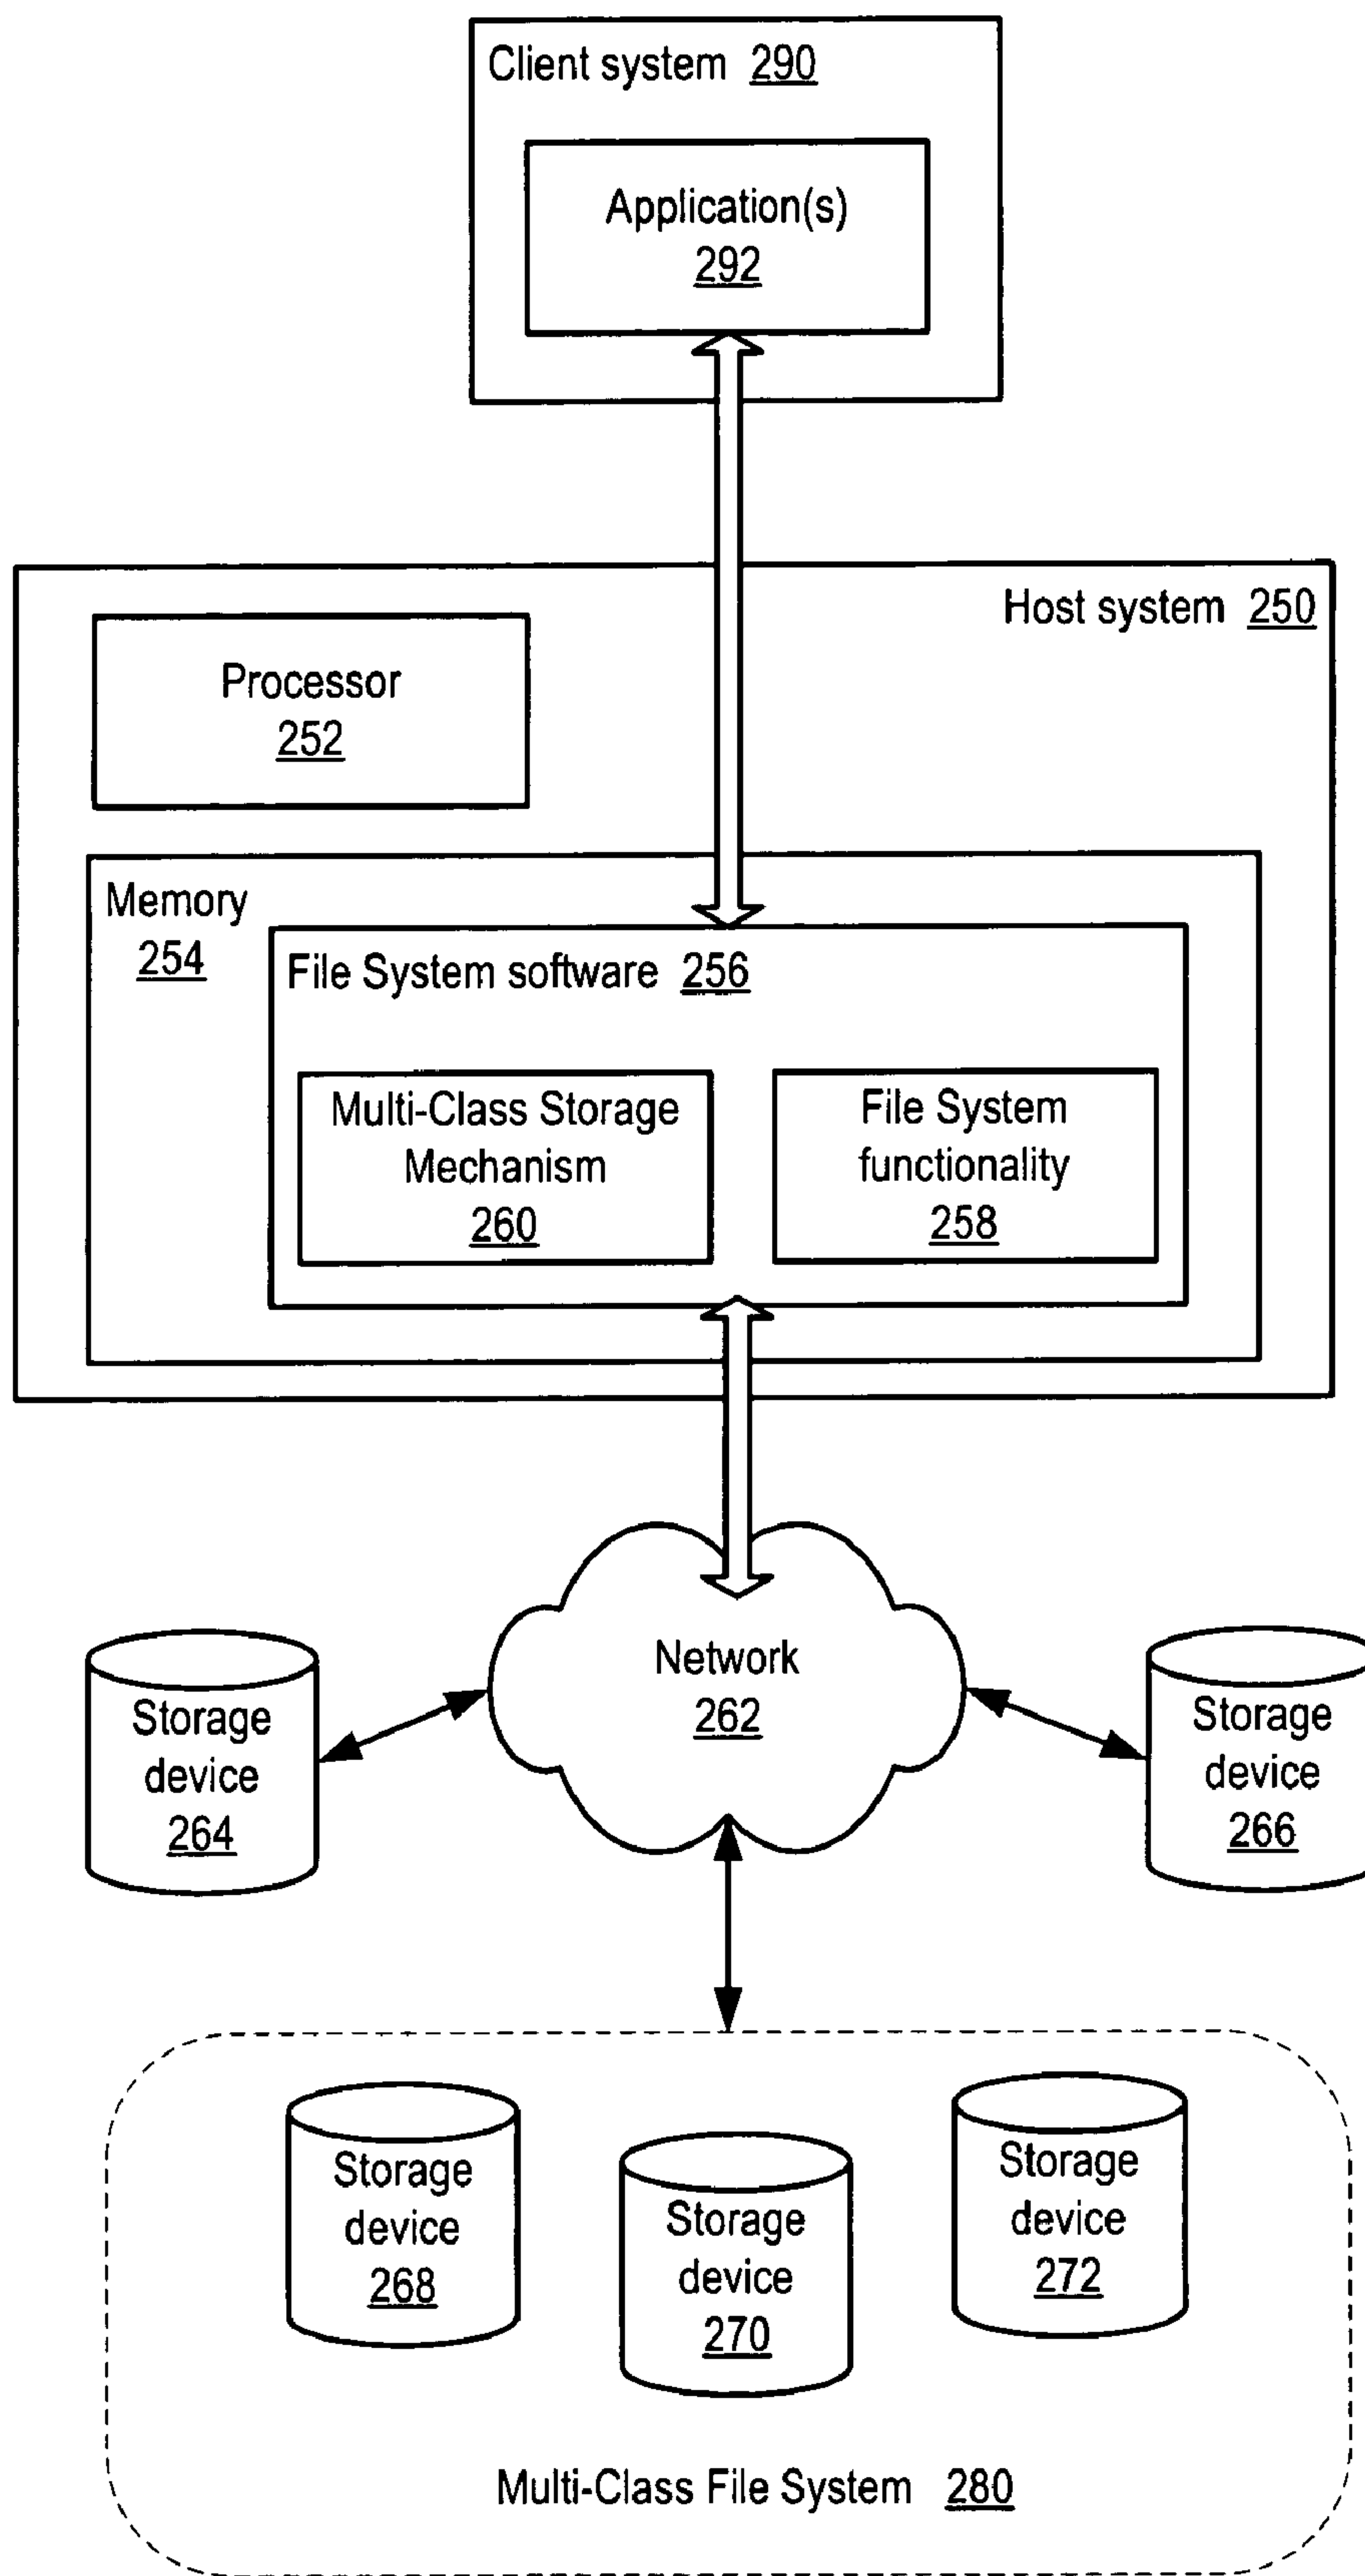 Client system 290
Application(s)
292
Host system 250
Processor
252
Memory
254
File System software 256
Multi-Class Storage
Mechanism
260
File System
functionality
258
Network
262
Storage
device
264
Storage
device
266
Storage
device
268
Storage
device
270
Storage
device
272
Multi-Class File System 280